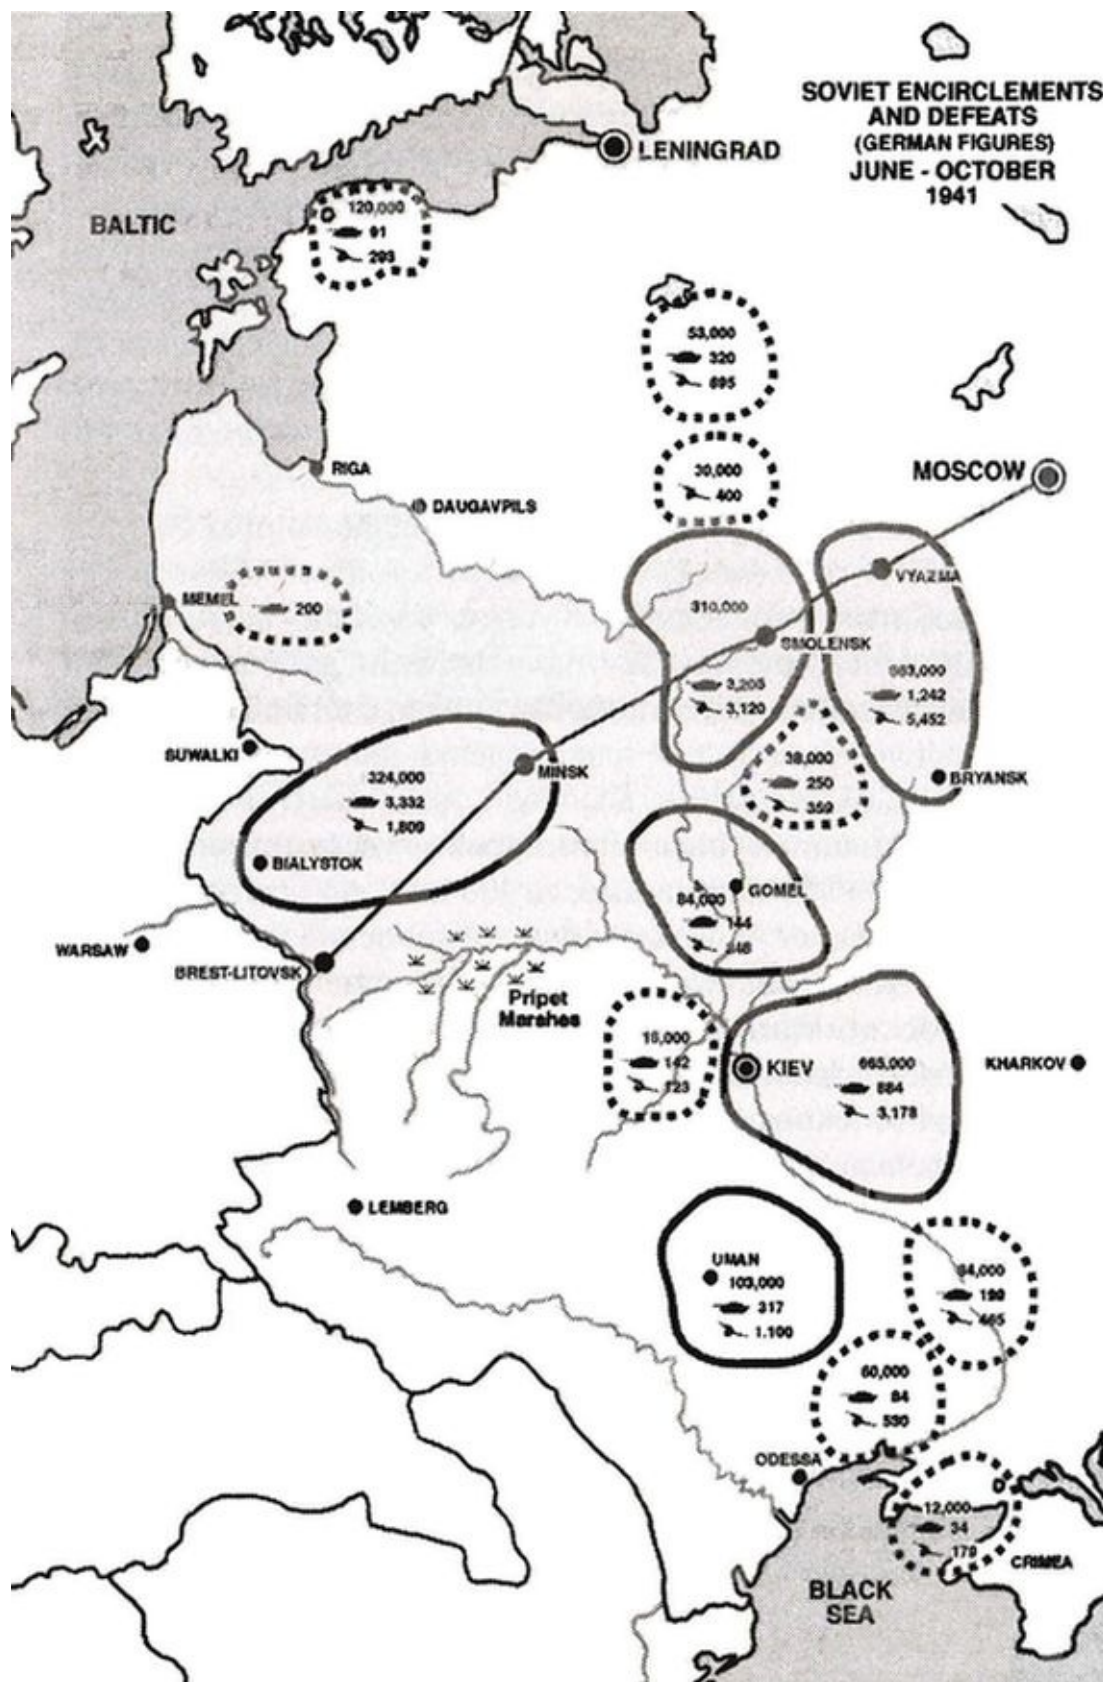 SOVIET ENCIRCLEMENTS
AND DEFEATS
(GERMAN FIGURES)
JUNE - OCTOBER
1941
LENINGRAD
BALTIC
120,000
91
293
53,000
320
695
30,000
400
MOSCOW
RIGA
DAUGAVPILS
VYAZMA
MEMEL
200
310,000
SMOLENSK
3,205
3,120
663,000
1,242
5,452
SUWALKI
MINSK
324,000
3,332
1,809
38,000
250
359
BRYANSK
BIALYSTOK
GOMEL
84,000
144
848
WARSAW
BREST-LITOVSK
Pripet
Marshes
18,000
142
123
KIEV
665,000
884
3,178
KHARKOV
LEMBERG
UMAN
103,000
317
1.100
84,000
199
465
60,000
84
530
ODESSA
12,000
34
179
CRIMEA
BLACK
SEA